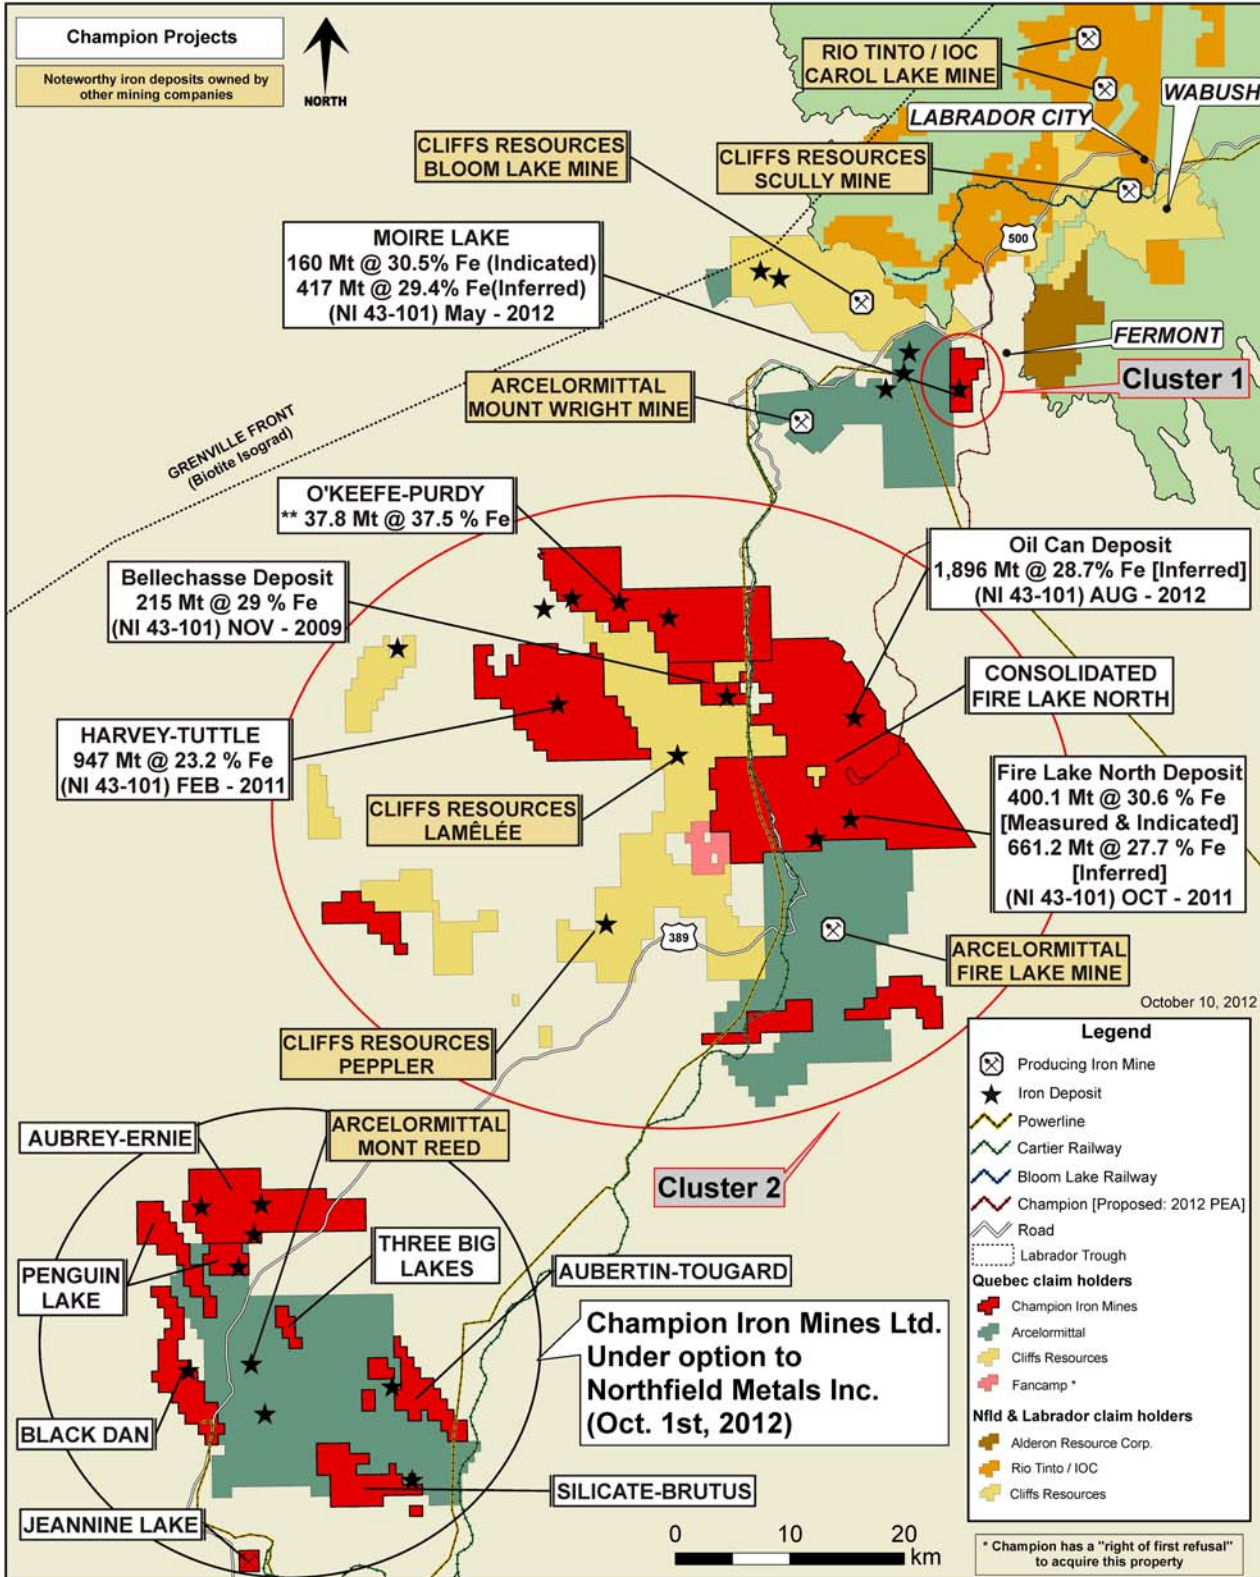 Champion Projects
Noteworthy iron deposits owned by
other mining companies
NORTH
RIO TINTO / IOC
CAROL LAKE MINE
WABUSH
LABRADOR CITY
CLIFFS RESOURCES
BLOOM LAKE MINE
CLIFFS RESOURCES
SCULLY MINE
MOIRE LAKE
160 Mt @ 30.5% Fe (Indicated)
417 Mt @ 29.4% Fe(Inferred)
(NI 43-101) May - 2012
500
FERMONT
Cluster 1
ARCELORMITTAL
MOUNT WRIGHT MINE
GRENVILLE FRONT
(Biotite Isograd)
O'KEEFE-PURDY
** 37.8 Mt @ 37.5 % Fe
Oil Can Deposit
1,896 Mt @ 28.7% Fe [Inferred]
(NI 43-101) AUG - 2012
Bellechasse Deposit
215 Mt @ 29 % Fe
(NI 43-101) NOV - 2009
CONSOLIDATED
FIRE LAKE NORTH
HARVEY-TUTTLE
947 Mt @ 23.2 % Fe
(NI 43-101) FEB - 2011
Fire Lake North Deposit
400.1 Mt @ 30.6 % Fe
[Measured & Indicated]
661.2 Mt @ 27.7 % Fe
[Inferred]
(NI 43-101) OCT - 2011
CLIFFS RESOURCES
LAMÊLÉE
389
ARCELORMITTAL
FIRE LAKE MINE
CLIFFS RESOURCES
PEPPLER
October 10, 2012
Legend
Producing Iron Mine
Iron Deposit
Powerline
Cartier Railway
Bloom Lake Railway
Champion [Proposed: 2012 PEA]
Road
Labrador Trough
Quebec claim holders
Champion Iron Mines
Arcelormittal
Cliffs Resources
Fancamp *
Nfld & Labrador claim holders
Alderon Resource Corp.
Rio Tinto / IOC
Cliffs Resources
Cluster 2
AUBREY-ERNIE
ARCELORMITTAL
MONT REED
THREE BIG
LAKES
PENGUIN
LAKE
AUBERTIN-TOUGARD
Champion Iron Mines Ltd.
Under option to
Northfield Metals Inc.
(Oct. 1st, 2012)
BLACK DAN
SILICATE-BRUTUS
JEANNINE LAKE
0 10 20
km
* Champion has a "right of first refusal"
to acquire this property